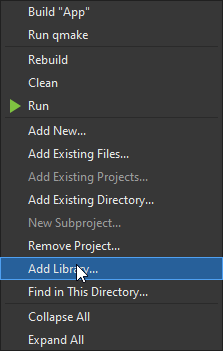 Build "App"
Run qmake
Rebuild
Clean
Run
Add New...
Add Existing Files...
Add Existing Projects...
Add Existing Directory...
New Subproject...
Remove Project...
Add Library...
Find in This Directory...
Collapse All
Expand All